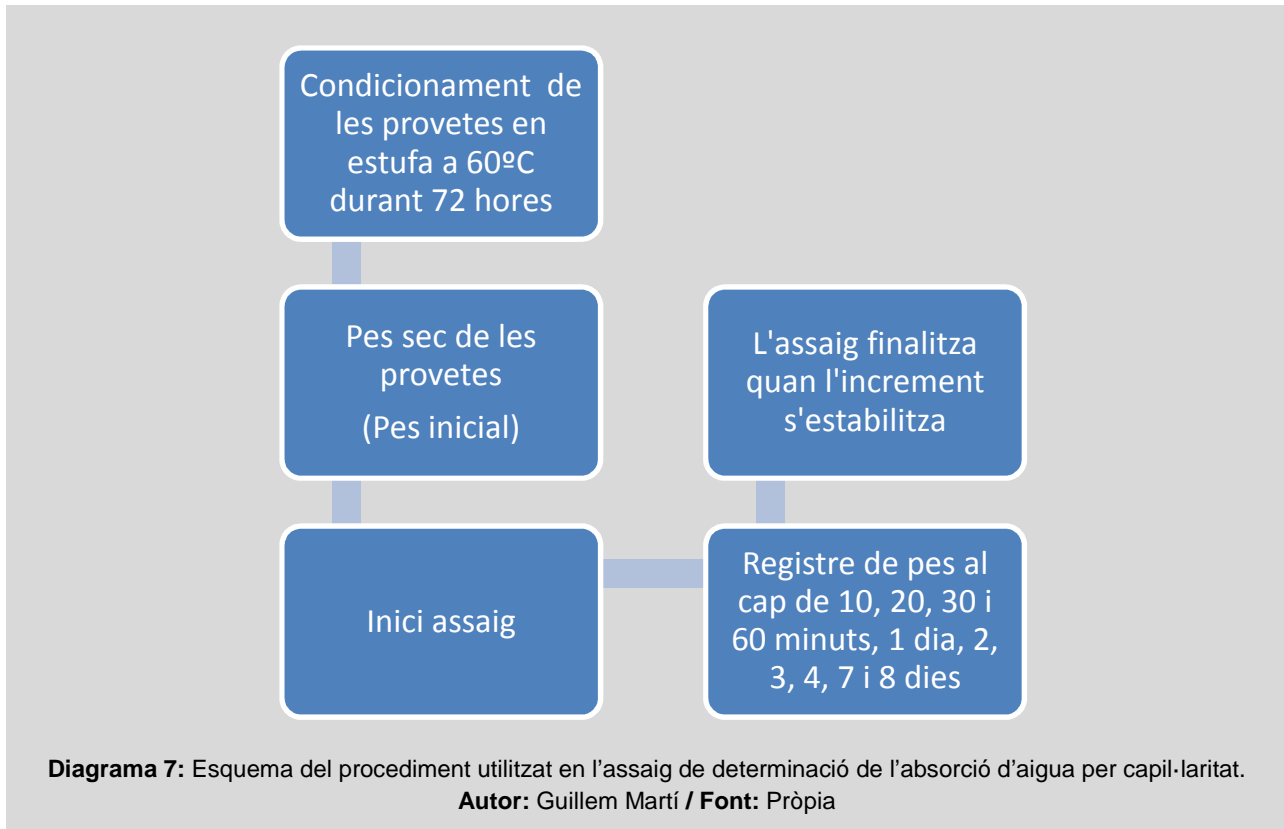 Condicionament de
les provetes en
estufa a 60ºC
durant 72 hores
Pes sec de les
provetes
(Pes inicial)
Inici assaig
Registre de pes al
cap de 10, 20, 30 i
60 minuts, 1 dia, 2,
3, 4, 7 i 8 dies
L'assaig finalitza
quan l'increment
s'estabilitza
Diagrama 7: Esquema del procediment utilitzat en l’assaig de determinació de l’absorció d’aigua per capil·laritat.
Autor: Guillem Martí / Font: Pròpia